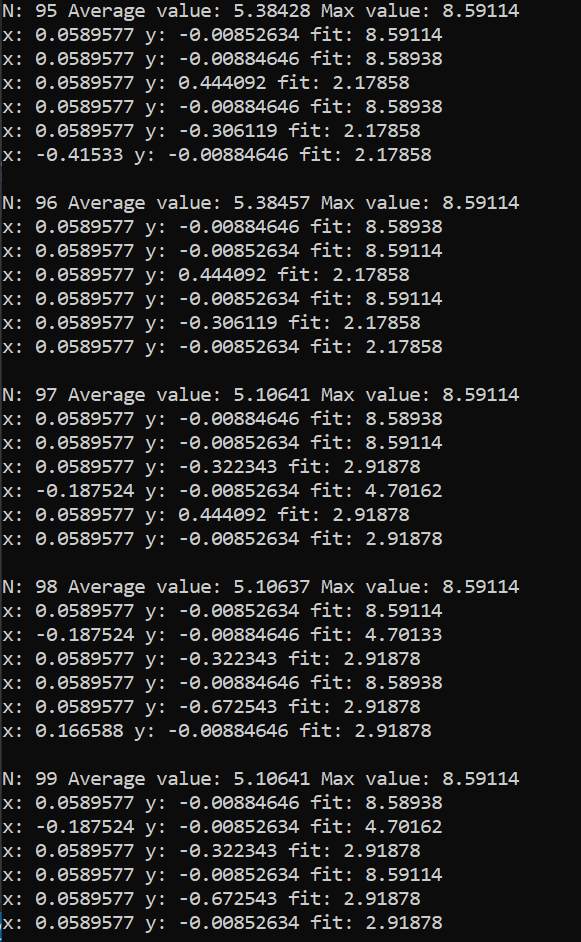 N: 95 Average value: 5.38428 Max value: 8.59114
x: 0.0589577 y: -0.00852634 fit: 8.59114
x: 0.0589577 y: -0.00884646 fit: 8.58938
x: 0.0589577 y: 0.444092 fit: 2.17858
x: 0.0589577 y: -0.00884646 fit: 8.58938
x: 0.0589577 y: -0.306119 fit: 2.17858
x: -0.41533 y: -0.00884646 fit: 2.17858
N: 96 Average value: 5.38457 Max value: 8.59114
x: 0.0589577 y: -0.00884646 fit: 8.58938
x: 0.0589577 y: -0.00852634 fit: 8.59114
x: 0.0589577 y: 0.444092 fit: 2.17858
x: 0.0589577 y: -0.00852634 fit: 8.59114
x: 0.0589577 y: -0.306119 fit: 2.17858
x: 0.0589577 y: -0.00852634 fit: 2.17858
N: 97 Average value: 5.10641 Max value: 8.59114
x: 0.0589577 y: -0.00884646 fit: 8.58938
x: 0.0589577 y: -0.00852634 fit: 8.59114
x: 0.0589577 y: -0.322343 fit: 2.91878
x: -0.187524 y: -0.00852634 fit: 4.70162
x: 0.0589577 y: 0.444092 fit: 2.91878
x: 0.0589577 y: -0.00852634 fit: 2.91878
N: 98 Average value: 5.10637 Max value: 8.59114
x: 0.0589577 y: -0.00852634 fit: 8.59114
x: -0.187524 y: -0.00884646 fit: 4.70133
x: 0.0589577 y: -0.322343 fit: 2.91878
x: 0.0589577 y: -0.00884646 fit: 8.58938
x: 0.0589577 y: -0.672543 fit: 2.91878
x: 0.166588 y: -0.00884646 fit: 2.91878
N: 99 Average value: 5.10641 Max value: 8.59114
x: 0.0589577 y: -0.00884646 fit: 8.58938
x: -0.187524 y: -0.00852634 fit: 4.70162
x: 0.0589577 y: -0.322343 fit: 2.91878
x: 0.0589577 y: -0.00852634 fit: 8.59114
x: 0.0589577 y: -0.672543 fit: 2.91878
x: 0.0589577 y: -0.00852634 fit: 2.91878